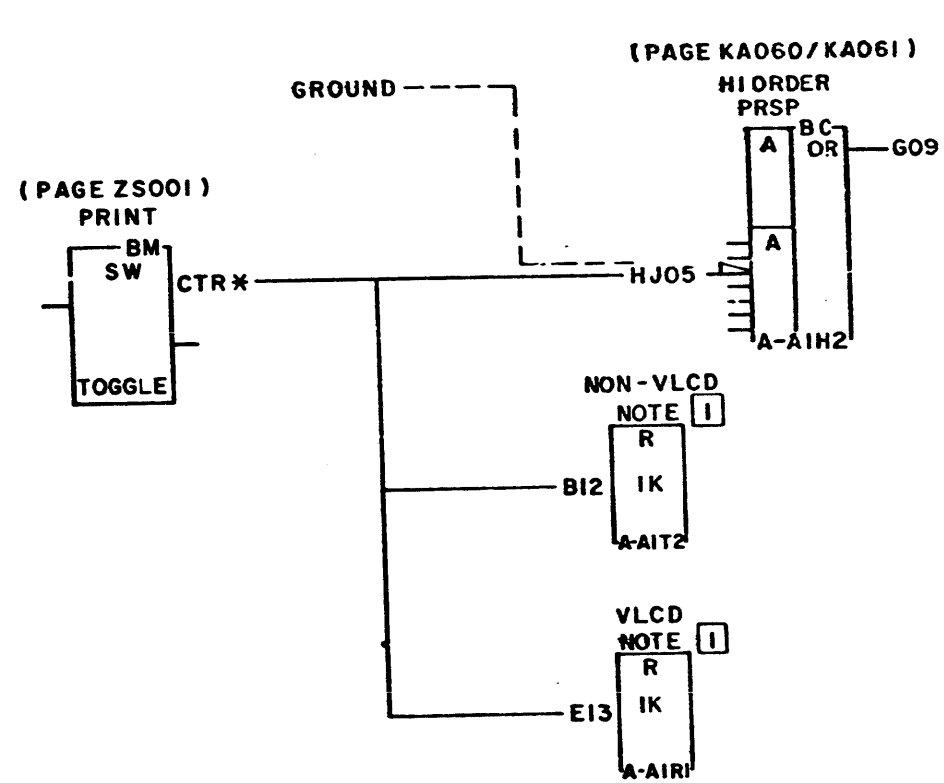 (PAGE KA060/KA061)
HI ORDER
PRSP
GROUND
BC
A
OR
G09
(PAGE ZS001)
PRINT
BM
SW
CTR*
A
HJ05
A-A1H2
TOGGLE
NON-VLCD
NOTE 1
R
B12
1K
A-A1T2
VLCD
NOTE 1
R
E13
1K
A-A1R1